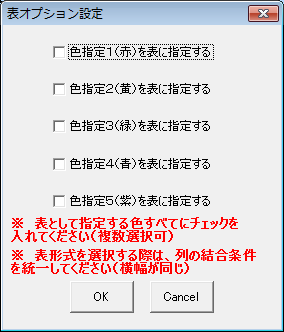 表オプション設定
色指定1(赤)を表に指定する
色指定2(黄)を表に指定する
色指定3(緑)を表に指定する
色指定4(青)を表に指定する
色指定5(紫)を表に指定する
※ 表として指定する色すべてにチェックを
入れてください(複数選択可)
※ 表形式を選択する際は、列の結合条件
を統一してください(横幅が同じ)
OK Cancel